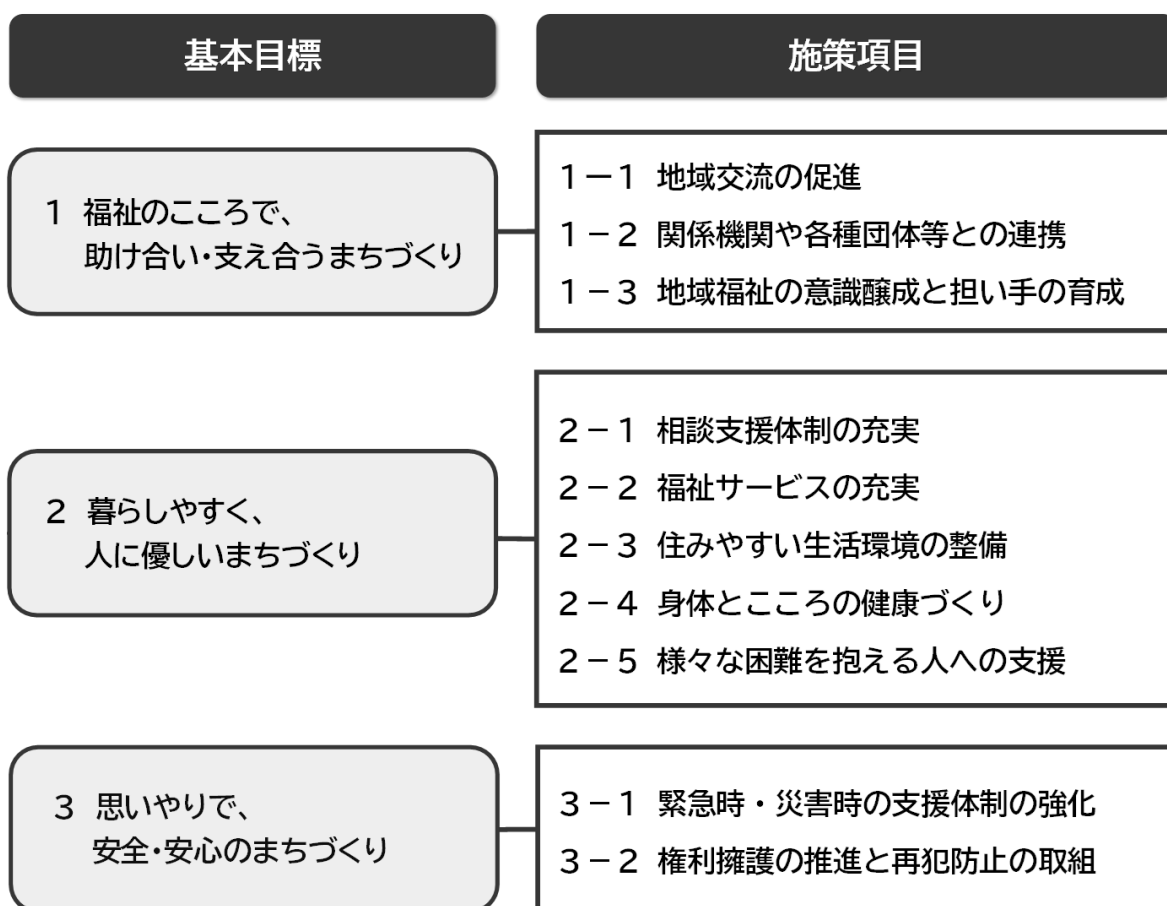 基本目標
施策項目
1 福祉のこころで、
助け合い・支え合うまちづくり
1－1 地域交流の促進
1－2 関係機関や各種団体等との連携
1－3 地域福祉の意識醸成と担い手の育成
2 暮らしやすく、
人に優しいまちづくり
2－1 相談支援体制の充実
2－2 福祉サービスの充実
2－3 住みやすい生活環境の整備
2－4 身体とこころの健康づくり
2－5 様々な困難を抱える人への支援
3 思いやりで、
安全・安心のまちづくり
3－1 緊急時・災害時の支援体制の強化
3－2 権利擁護の推進と再犯防止の取組